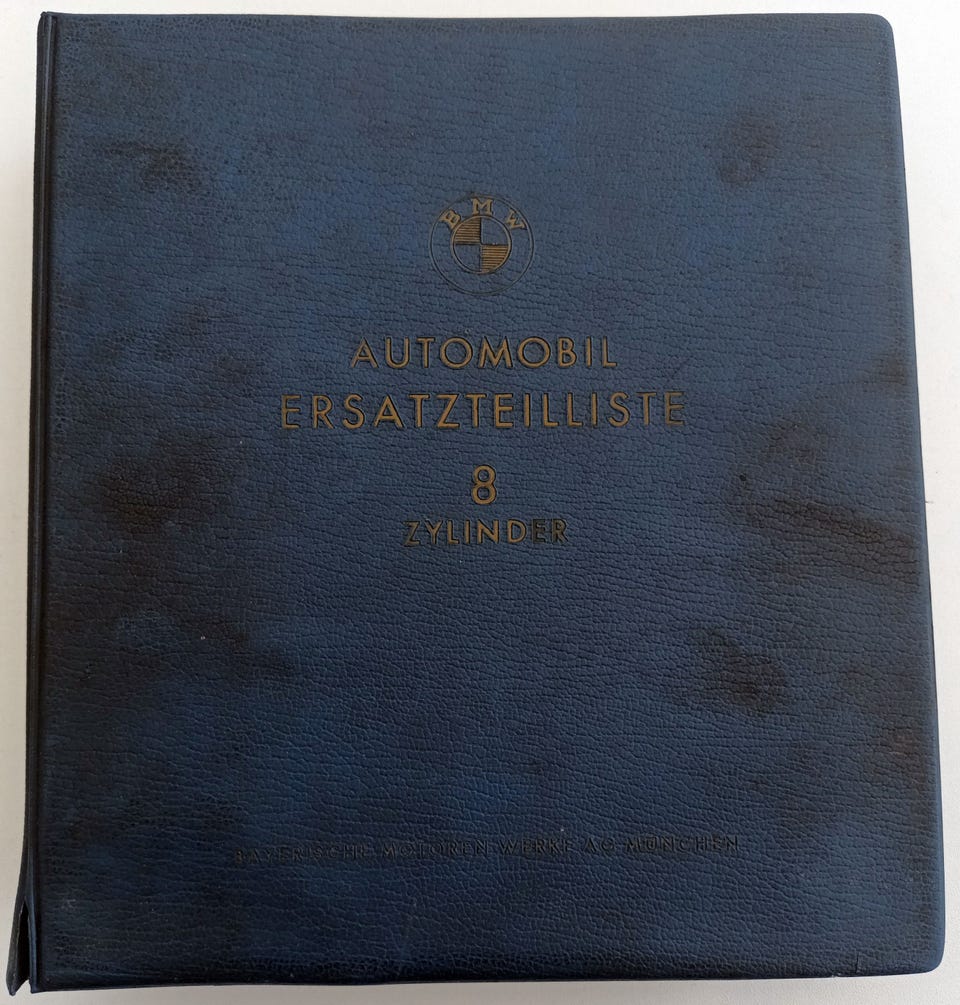 BMW
AUTOMOBIL
ERSATZTEILLISTE
8
ZYLINDER
BAYERISCHE MOTOREN WERKE AG MÜNCHEN